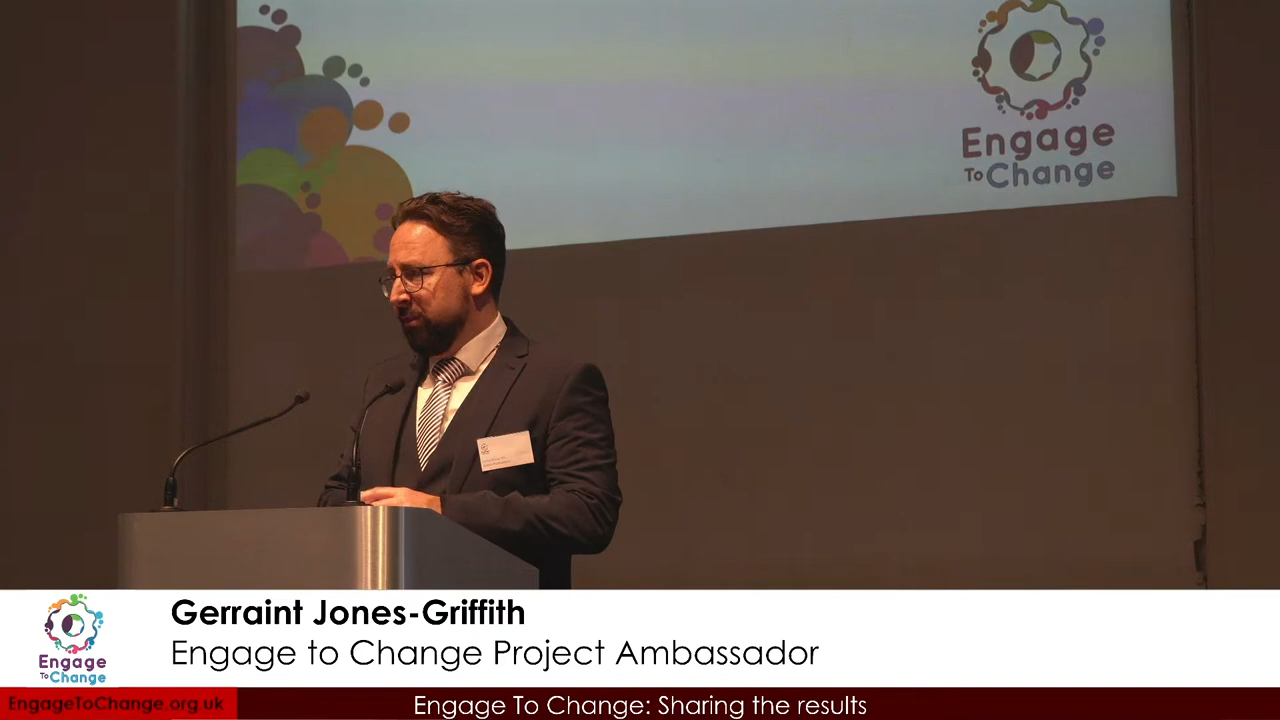 Engage
To Change
Gerraint Jones-Griffith
Engage to Change Project Ambassador
Engage
To Change
EngageToChange.org.uk
Engage To Change: Sharing the results